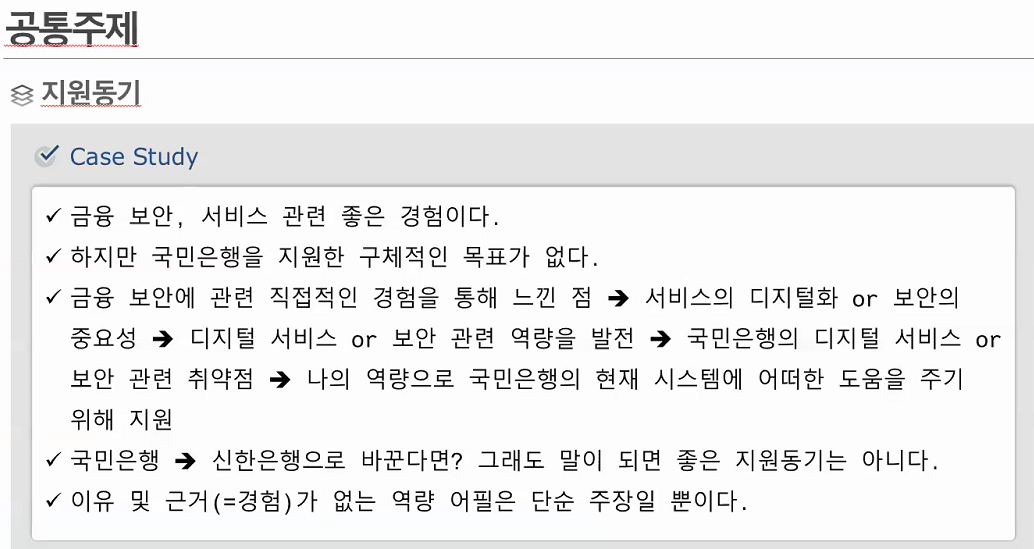 공통주제
지원동기
Case Study
✓ 금융 보안, 서비스 관련 좋은 경험이다.
✓ 하지만 국민은행을 지원한 구체적인 목표가 없다.
✓ 금융 보안에 관련 직접적인 경험을 통해 느낀 점 ➔ 서비스의 디지털화 or 보안의
중요성 ➔ 디지털 서비스 or 보안 관련 역량을 발전 ➔ 국민은행의 디지털 서비스 or
보안 관련 취약점 ➔ 나의 역량으로 국민은행의 현재 시스템에 어떠한 도움을 주기
위해 지원
✓ 국민은행 ➔ 신한은행으로 바꾼다면? 그래도 말이 되면 좋은 지원동기는 아니다.
✓ 이유 및 근거(=경험)가 없는 역량 어필은 단순 주장일 뿐이다.